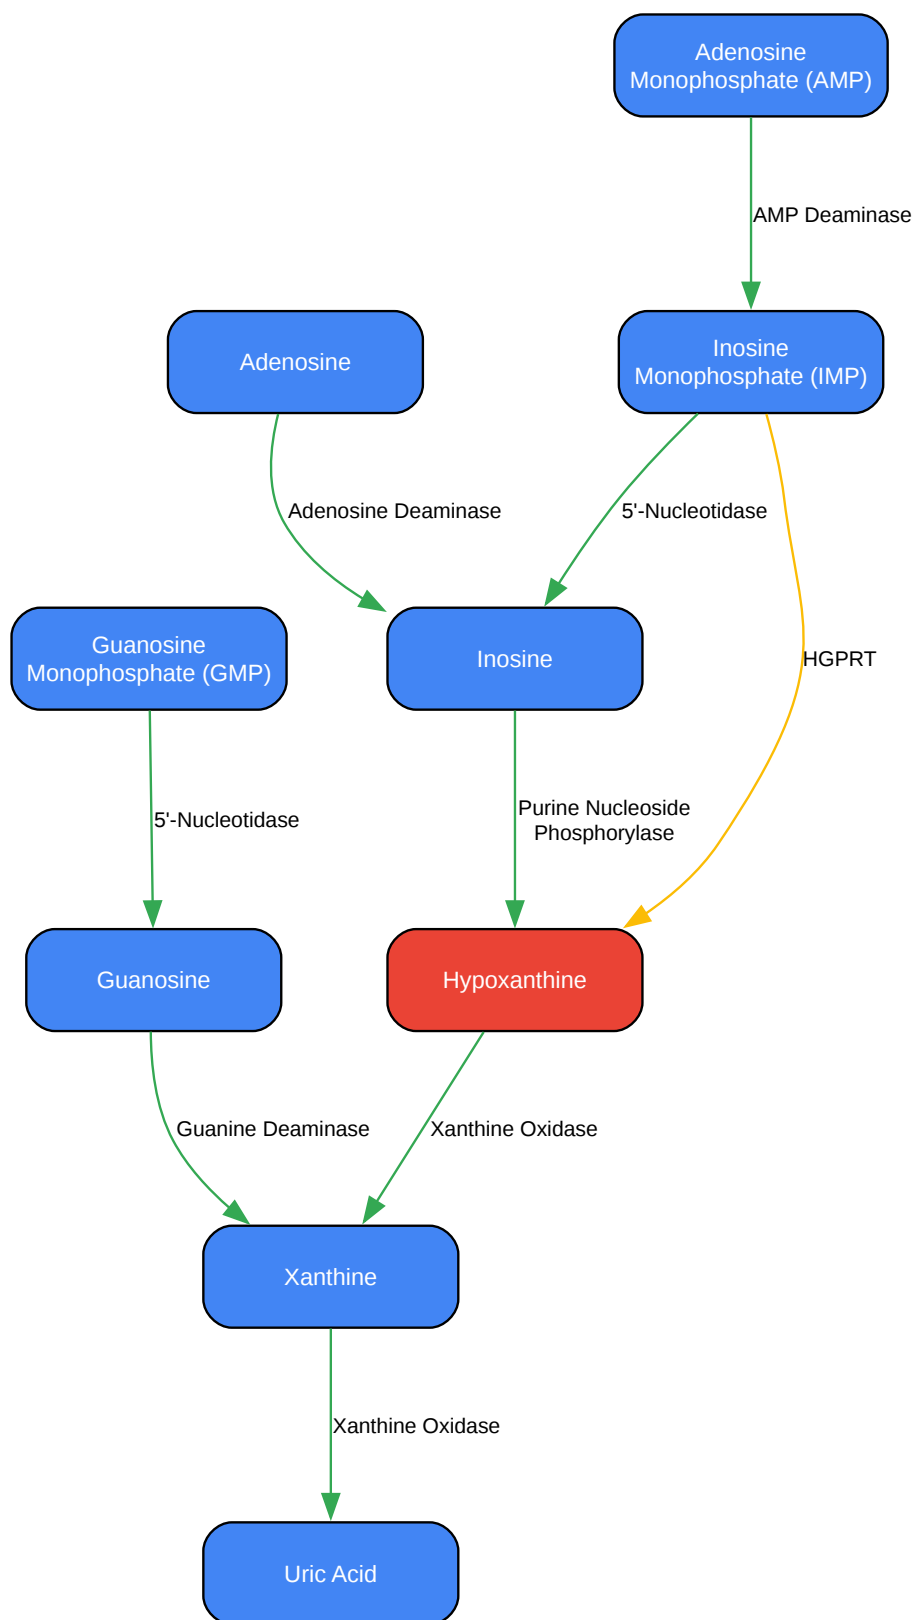 Adenosine
Monophosphate (AMP)
AMP Deaminase
Adenosine
Inosine
Monophosphate (IMP)
Adenosine Deaminase
5'-Nucleotidase
Guanosine
Monophosphate (GMP)
Inosine
HGPRT
5'-Nucleotidase
Purine Nucleoside
Phosphorylase
Guanosine
Hypoxanthine
Guanine Deaminase
Xanthine Oxidase
Xanthine
Xanthine Oxidase
Uric Acid